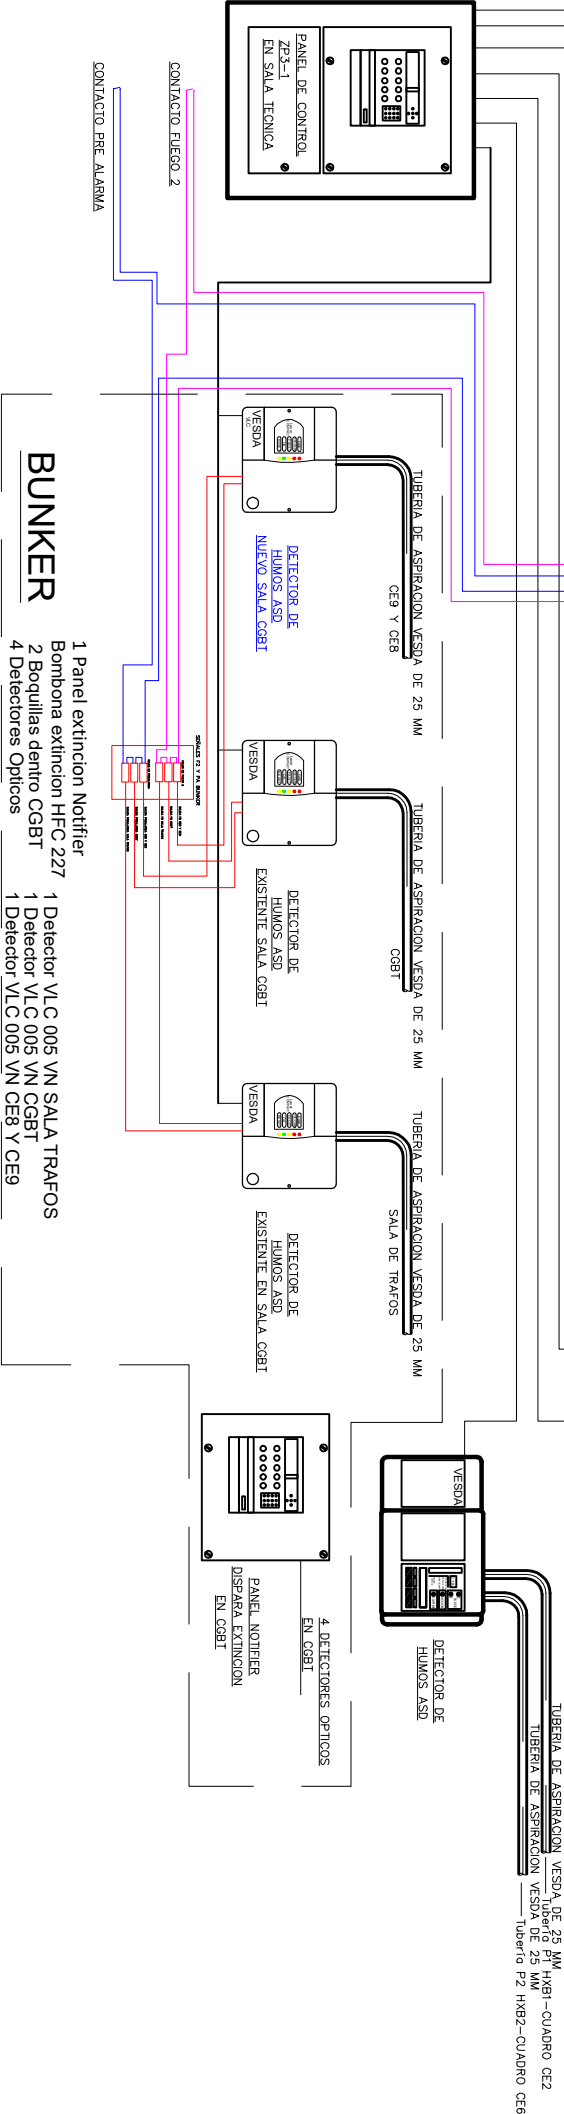 PANEL DE CONTROL
ZP3-1
EN SALA TECNICA
CONTACTO FUEGO 2
CONTACTO PRE ALARMA
VESDA
VLC
TUBERIA DE ASPIRACION VESDA DE 25 MM
CE9 Y CE8
DETECTOR DE
HUMOS ASD
NUEVO SALA CGBT
VESDA
TUBERIA DE ASPIRACION VESDA DE 25 MM
CGBT
DETECTOR DE
HUMOS ASD
EXISTENTE SALA CGBT
SEÑALES F2 Y PA BUNKER
VESDA
TUBERIA DE ASPIRACION VESDA DE 25 MM
SALA DE TRAFOS
DETECTOR DE
HUMOS ASD
EXISTENTE EN SALA CGBT
BUNKER
1 Panel extincion Notifier
Bombona extincion HFC 227
2 Boquillas dentro CGBT
4 Detectores Opticos
1 Detector VLC 005 VN SALA TRAFOS
1 Detector VLC 005 VN CGBT
1 Detector VLC 005 VN CE8 Y CE9
4 DETECTORES OPTICOS
EN CGBT
PANEL NOTIFIER
DISPARA EXTINCION
EN CGBT
VESDA
DETECTOR DE
HUMOS ASD
TUBERIA DE ASPIRACION VESDA DE 25 MM
Tubería P1 HXB1-CUADRO CE2
TUBERIA DE ASPIRACION VESDA DE 25 MM
Tubería P2 HXB2-CUADRO CE6